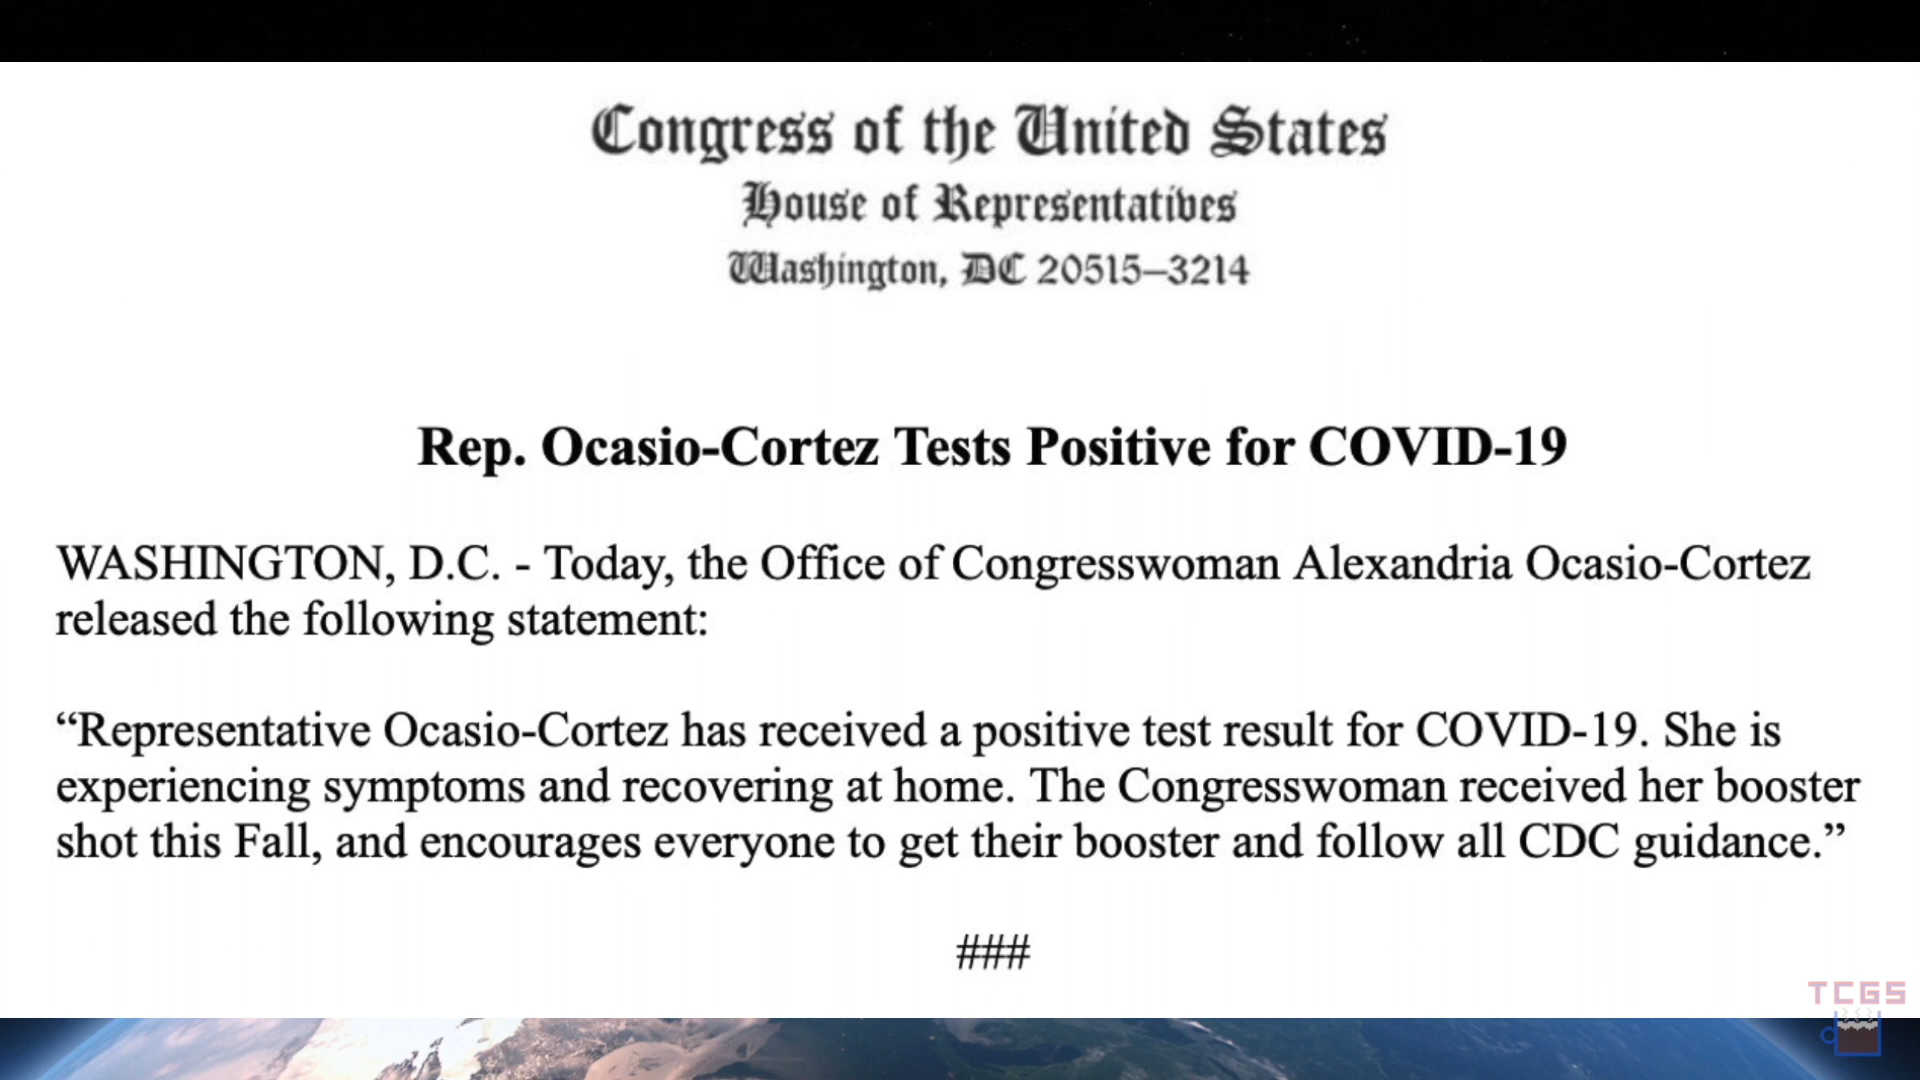 Congress of the United States
House of Representatives
Washington, DC 20515–3214
Rep. Ocasio-Cortez Tests Positive for COVID-19
WASHINGTON, D.C. - Today, the Office of Congresswoman Alexandria Ocasio-Cortez
released the following statement:
“Representative Ocasio-Cortez has received a positive test result for COVID-19. She is
experiencing symptoms and recovering at home. The Congresswoman received her booster
shot this Fall, and encourages everyone to get their booster and follow all CDC guidance.”
###
TCGS